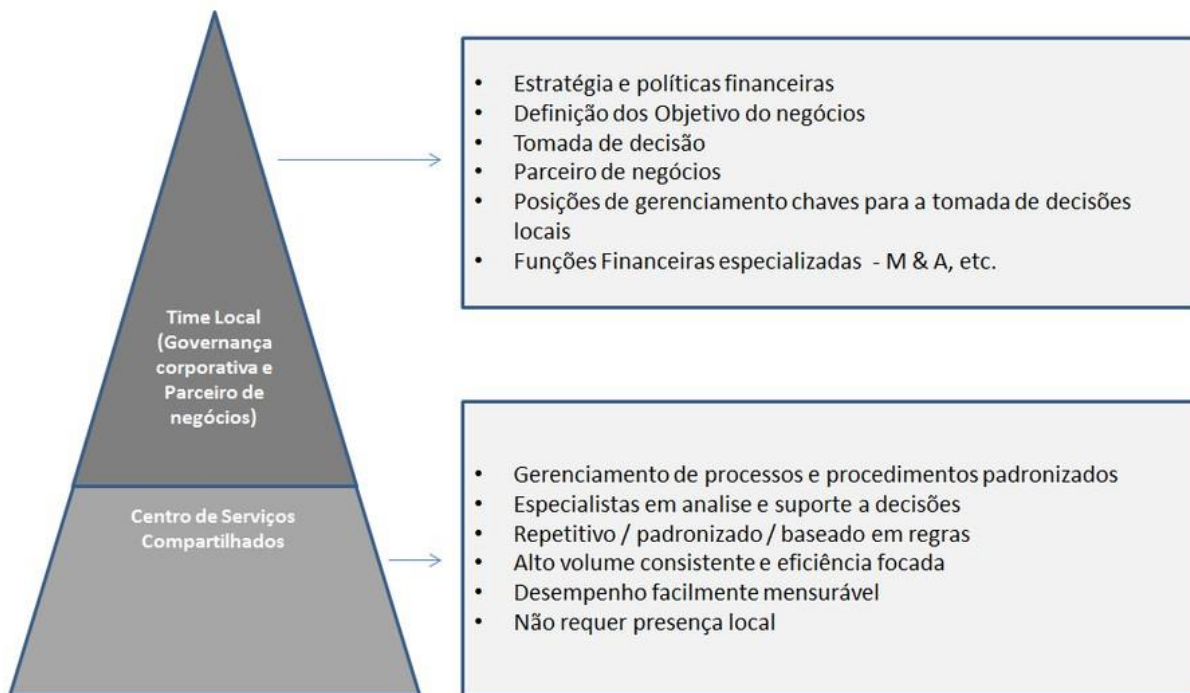 • Estratégia e políticas financeiras
• Definição dos Objetivo do negócios
• Tomada de decisão
• Parceiro de negócios
• Posições de gerenciamento chaves para a tomada de decisões
locais
• Funções Financeiras especializadas - M & A, etc.
Time Local
(Governança
corporativa e
Parceiro de
negócios)
Centro de Serviços
Compartilhados
• Gerenciamento de processos e procedimentos padronizados
• Especialistas em analise e suporte a decisões
• Repetitivo / padronizado / baseado em regras
• Alto volume consistente e eficiência focada
• Desempenho facilmente mensurável
• Não requer presença local